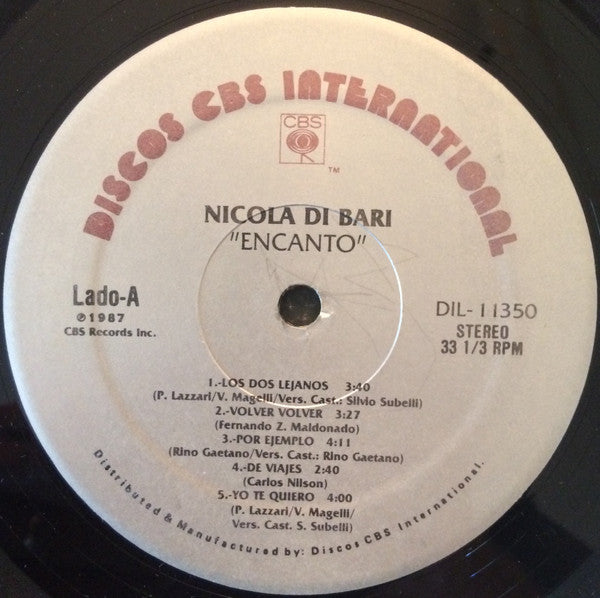 DISCOS CBS INTERNATIONAL
CBS
TM
NICOLA DI BARI
"ENCANTO"
Lado-A
℗1987
CBS Records Inc.
DIL-11350
STEREO
33 1/3 RPM
1.-LOS DOS LEJANOS 3:40
(P. Lazzari/V. Magelli/Vers. Cast.: Silvio Subelli)
2.-VOLVER VOLVER 3:27
(Fernando Z. Maldonado)
3.-POR EJEMPLO 4:11
(Rino Gaetano/Vers. Cast.: Rino Gaetano)
4.-DE VIAJES 2:40
(Carlos Nilson)
5.-YO TE QUIERO 4:00
(P. Lazzari/V. Magelli/
Vers. Cast. S. Subelli)
Distributed & Manufactured by: Discos CBS International.